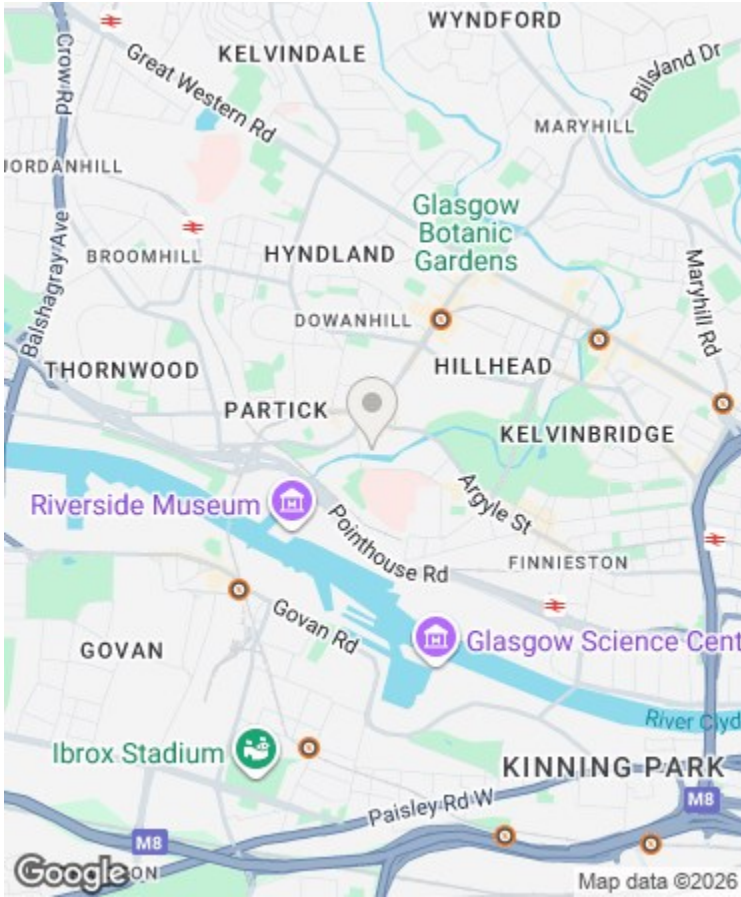 WYNDFORD
KELVINDALE
Crow Rd
Great Western Rd
Bilsland Dr
MARYHILL
JORDANHILL
Glasgow
Botanic
Gardens
BROOMHILL
HYNDLAND
Maryhill Rd
Balshagray Ave
DOWANHILL
THORNWOOD
HILLHEAD
PARTICK
KELVINBRIDGE
Riverside Museum
Argyle St
Pointhouse Rd
FINNIESTON
Govan Rd
GOVAN
Glasgow Science Cent
River Clyd
Ibrox Stadium
KINNING PARK
Paisley Rd W
M8
M8
Google
Map data ©2026